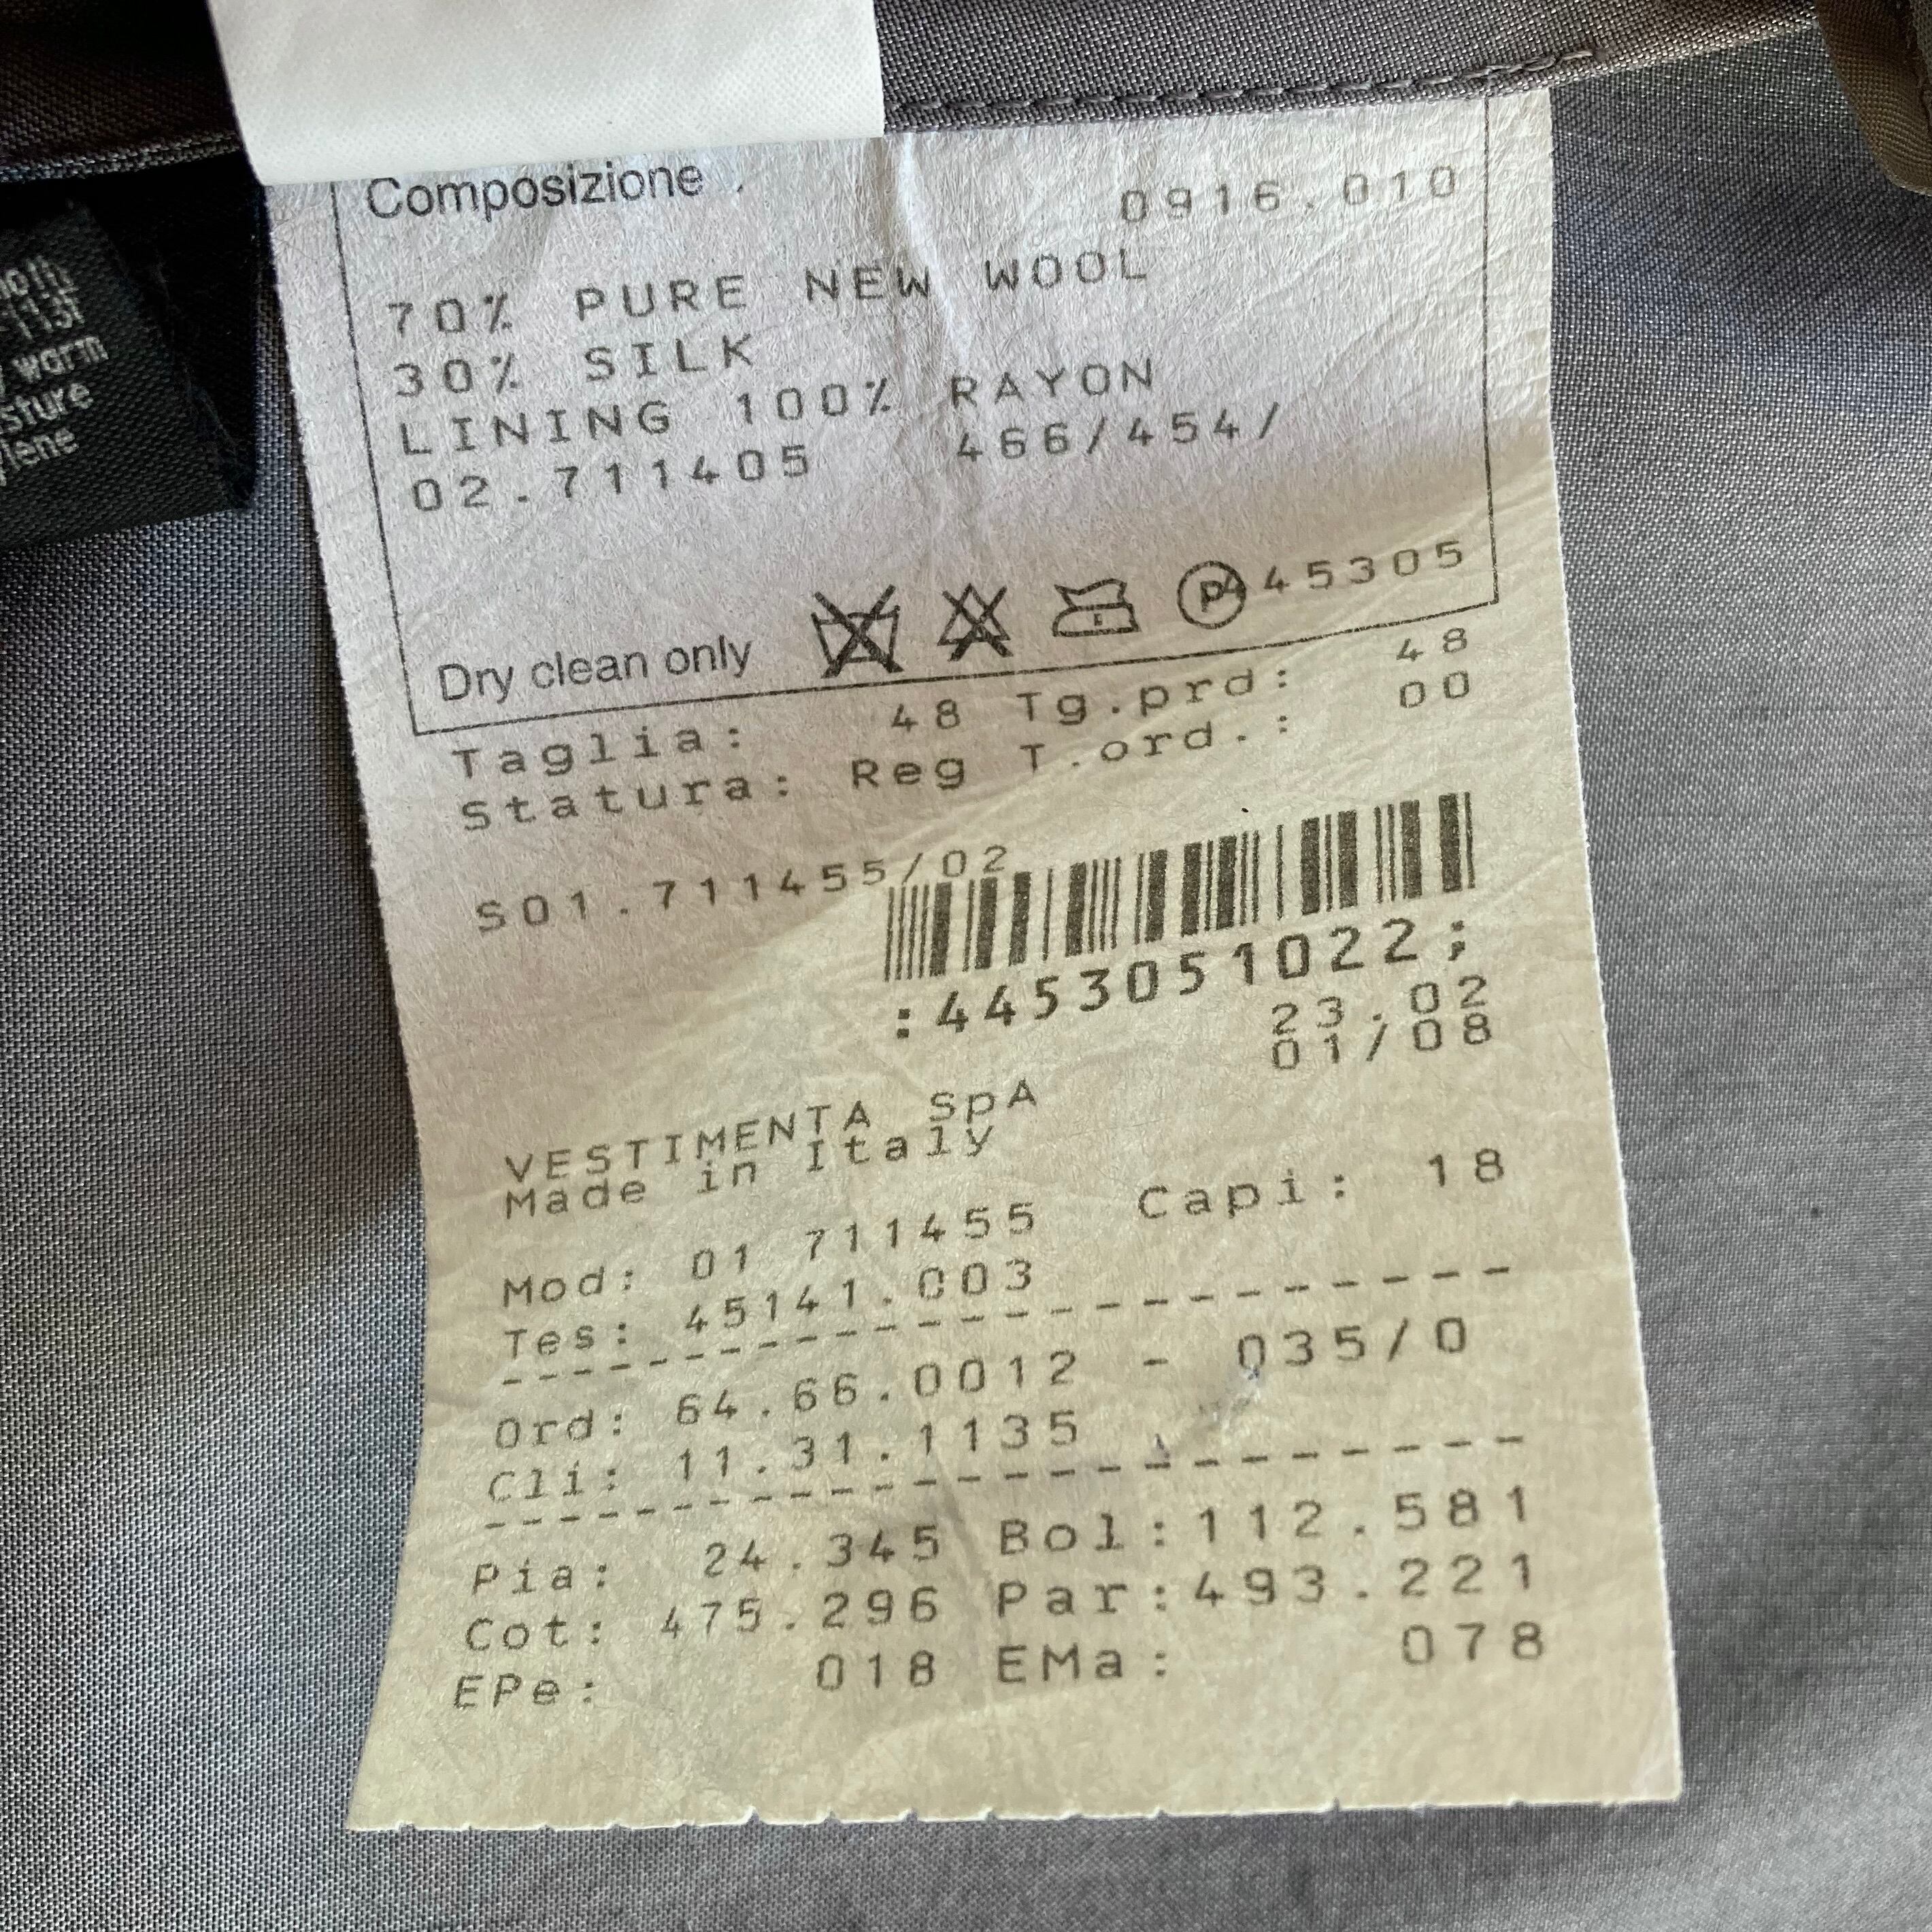 Composizione
0916.010
70% PURE NEW WOOL
30% SILK
LINING 100% RAYON
02.711405 466/454/
Dry clean only P 445305
Taglia: 48 Tg.prd: 48
Statura: Reg T.ord.: 00
S01.711455/02
:4453051022;
23.02
01/08
VESTIMENTA SpA
Made in Italy
Mod: 01 711455 Capi: 18
Tes: 45141.003
Ord: 64.66.0012 - 035/0
Cli: 11.31.1135
Pia: 24.345 Bol:112.581
Cot: 475.296 Par:493.221
EPe: 018 EMa: 078
warm